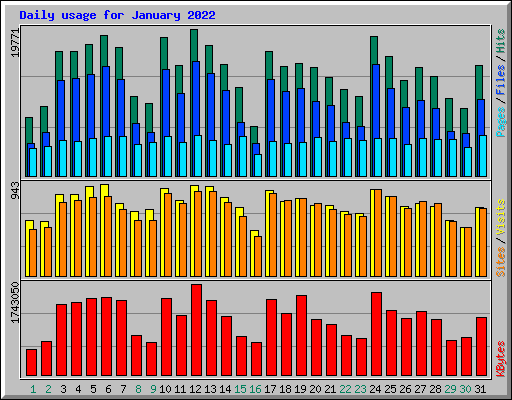 Daily usage for January 2022
19771
Pages / Files / Hits
943
Sites / Visits
1743050
KBytes
1 2 3 4 5 6 7 8 9 10 11 12 13 14 15 16 17 18 19 20 21 22 23 24 25 26 27 28 29 30 31